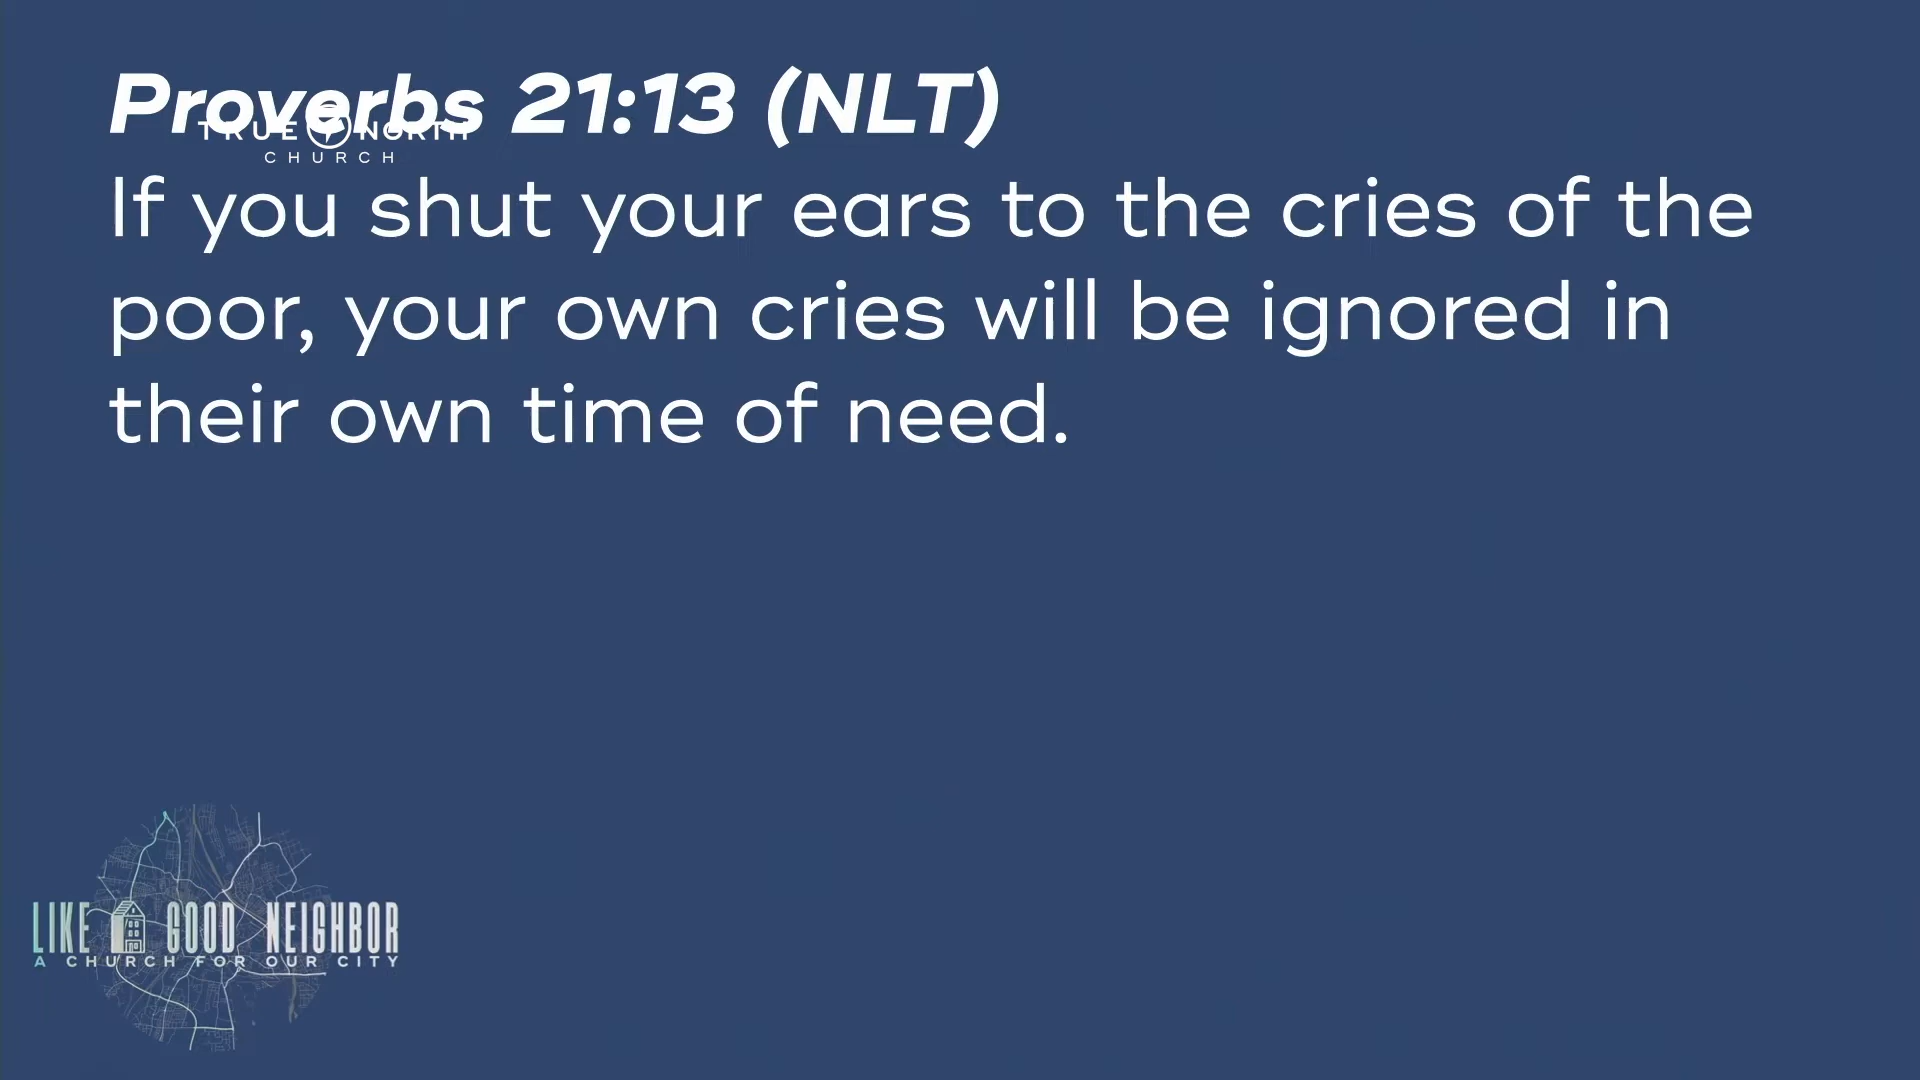 Proverbs 21:13 (NLT)
TRUE NORTH
CHURCH
If you shut your ears to the cries of the
poor, your own cries will be ignored in
their own time of need.
LIKE GOOD NEIGHBOR
A CHURCH FOR OUR CITY